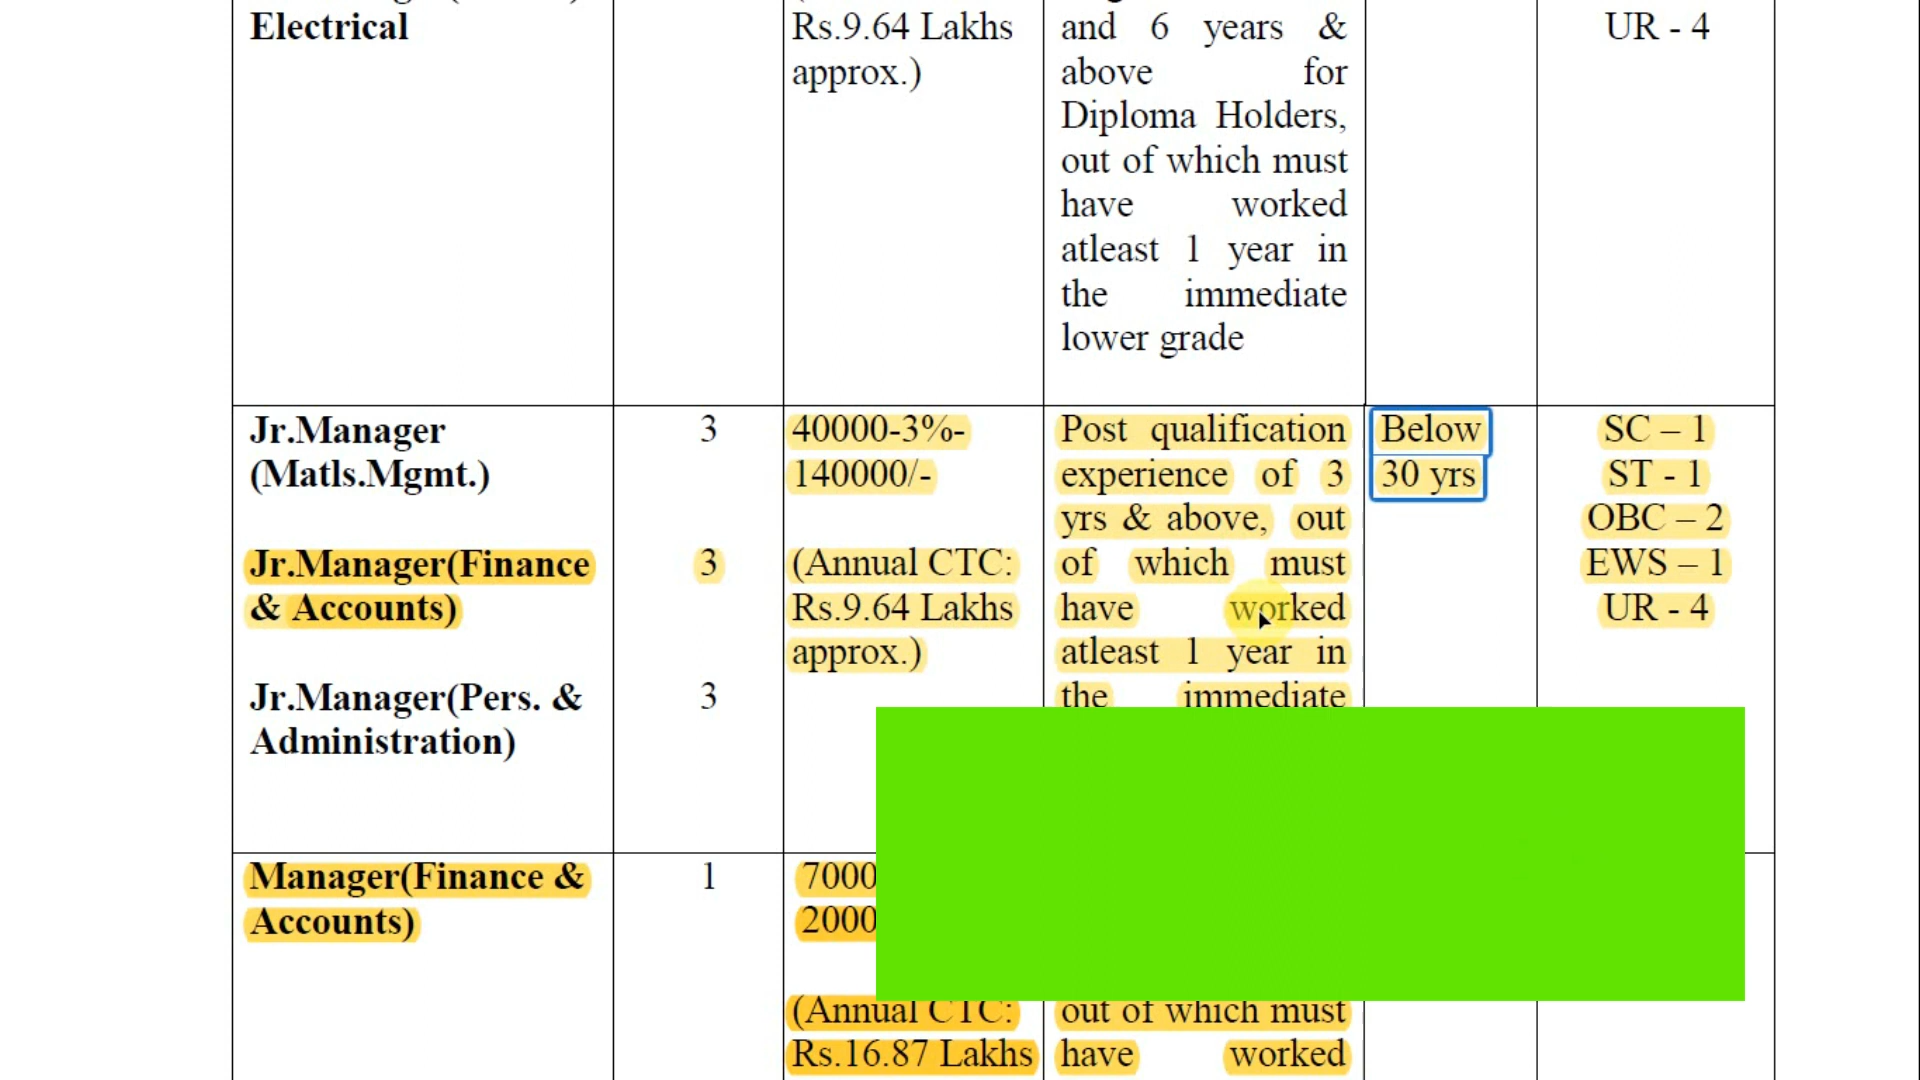 Electrical
Rs.9.64 Lakhs
approx.)
and 6 years &
above for
Diploma Holders,
out of which must
have worked
atleast 1 year in
the immediate
lower grade
UR - 4
Jr.Manager
(Matls.Mgmt.)
3
Jr.Manager(Finance
& Accounts)
3
Jr.Manager(Pers. &
Administration)
3
40000-3%-
140000/-
(Annual CTC:
Rs.9.64 Lakhs
approx.)
Post qualification
experience of 3
yrs & above, out
of which must
have worked
atleast 1 year in
the immediate
Below
30 yrs
SC – 1
ST - 1
OBC – 2
EWS – 1
UR - 4
Manager(Finance &
Accounts)
1
7000
2000
(Annual CTC:
Rs.16.87 Lakhs
out of which must
have worked